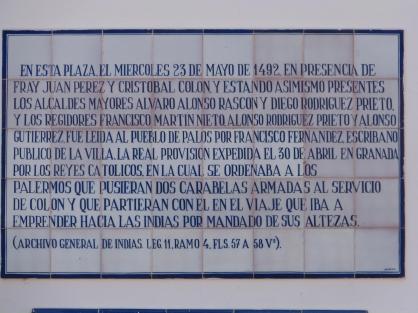 EN ESTA PLAZA, EL MIERCOLES 23 DE MAYO DE 1492, EN PRESENCIA DE
FRAY JUAN PEREZ Y CRISTOBAL COLON, Y ESTANDO ASIMISMO PRESENTES
LOS ALCALDES MAYORES ALVARO ALONSO RASCON Y DIEGO RODRIGUEZ PRIETO,
Y LOS REGIDORES FRANCISCO MARTIN NIETO, ALONSO RODRIGUEZ PRIETO Y ALONSO
GUTIERREZ, FUE LEIDA AL PUEBLO DE PALOS POR FRANCISCO FERNANDEZ, ESCRIBANO
PUBLICO DE LA VILLA, LA REAL PROVISION EXPEDIDA EL 30 DE ABRIL EN GRANADA
POR LOS REYES CATOLICOS, EN LA CUAL SE ORDENABA A LOS
PALERMOS QUE PUSIERAN DOS CARABELAS ARMADAS AL SERVICIO
DE COLON Y QUE PARTIERAN CON EL EN EL VIAJE QUE IBA A
EMPRENDER HACIA LAS INDIAS POR MANDADO DE SUS ALTEZAS.
(ARCHIVO GENERAL DE INDIAS. LEG 11, RAMO 4, FLS. 57 A 58 Vº).